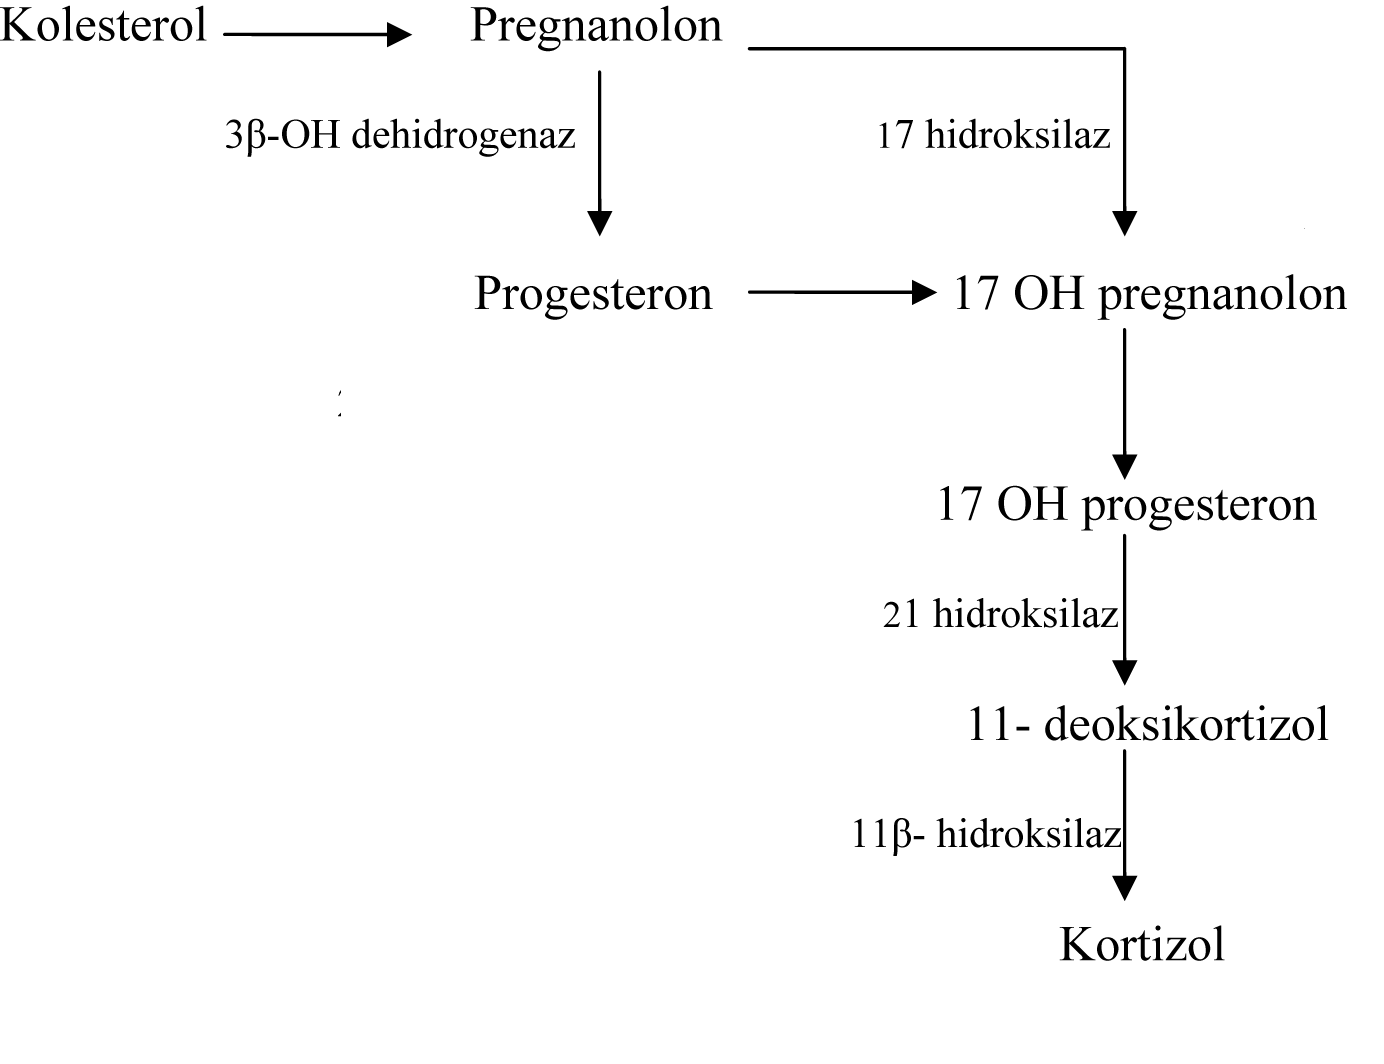 Kolesterol
Pregnanolon
3β-OH dehidrogenaz
17 hidroksilaz
Progesteron
17 OH pregnanolon
17 OH progesteron
21 hidroksilaz
11- deoksikortizol
11β- hidroksilaz
Kortizol